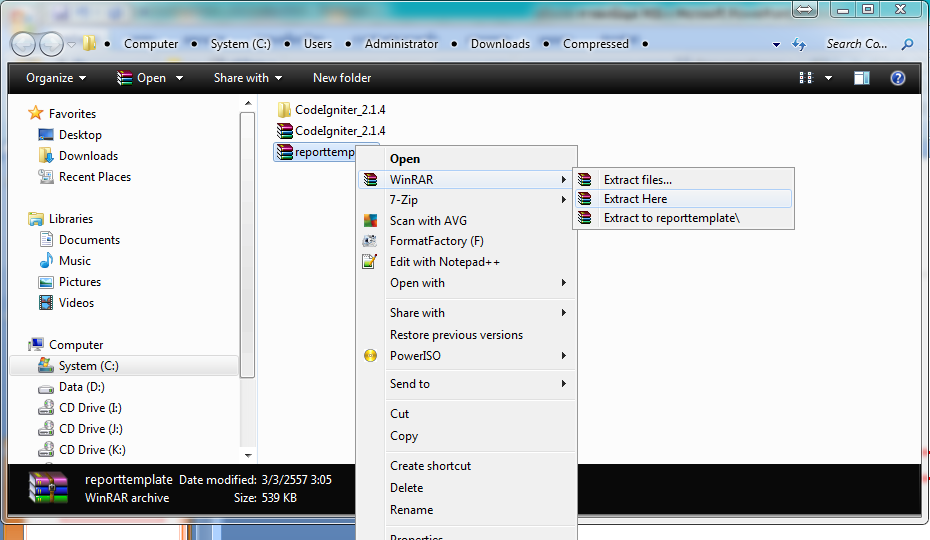 Computer System (C:) Users Administrator Downloads Compressed Search Co...
Organize Open Share with New folder
Favorites
Desktop
Downloads
Recent Places
Libraries
Documents
Music
Pictures
Videos
Computer
System (C:)
Data (D:)
CD Drive (I:)
CD Drive (J:)
CD Drive (K:)
CodeIgniter_2.1.4
CodeIgniter_2.1.4
reporttemp
Open
WinRAR
7-Zip
Scan with AVG
FormatFactory (F)
Edit with Notepad++
Open with
Share with
Restore previous versions
PowerISO
Send to
Cut
Copy
Create shortcut
Delete
Rename
Properties
Extract files...
Extract Here
Extract to reporttemplate\
reporttemplate Date modified: 3/3/2557 3:05
WinRAR archive Size: 539 KB